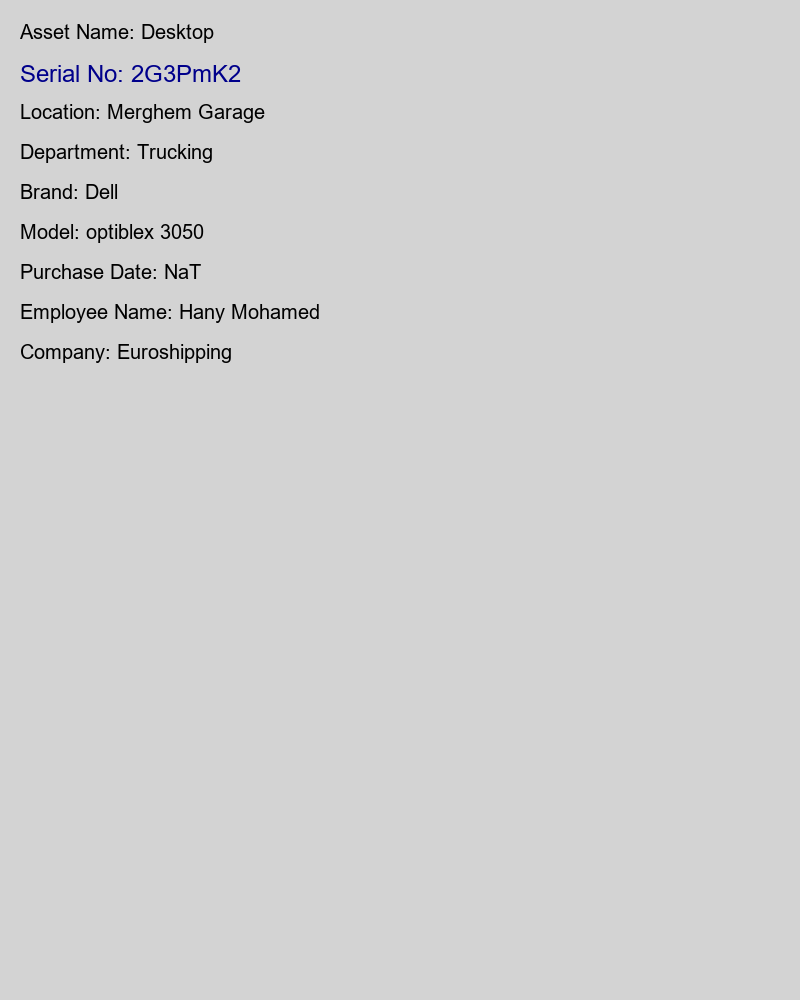 Asset Name: Desktop
Serial No: 2G3PmK2
Location: Merghem Garage
Department: Trucking
Brand: Dell
Model: optiblex 3050
Purchase Date: NaT
Employee Name: Hany Mohamed
Company: Euroshipping